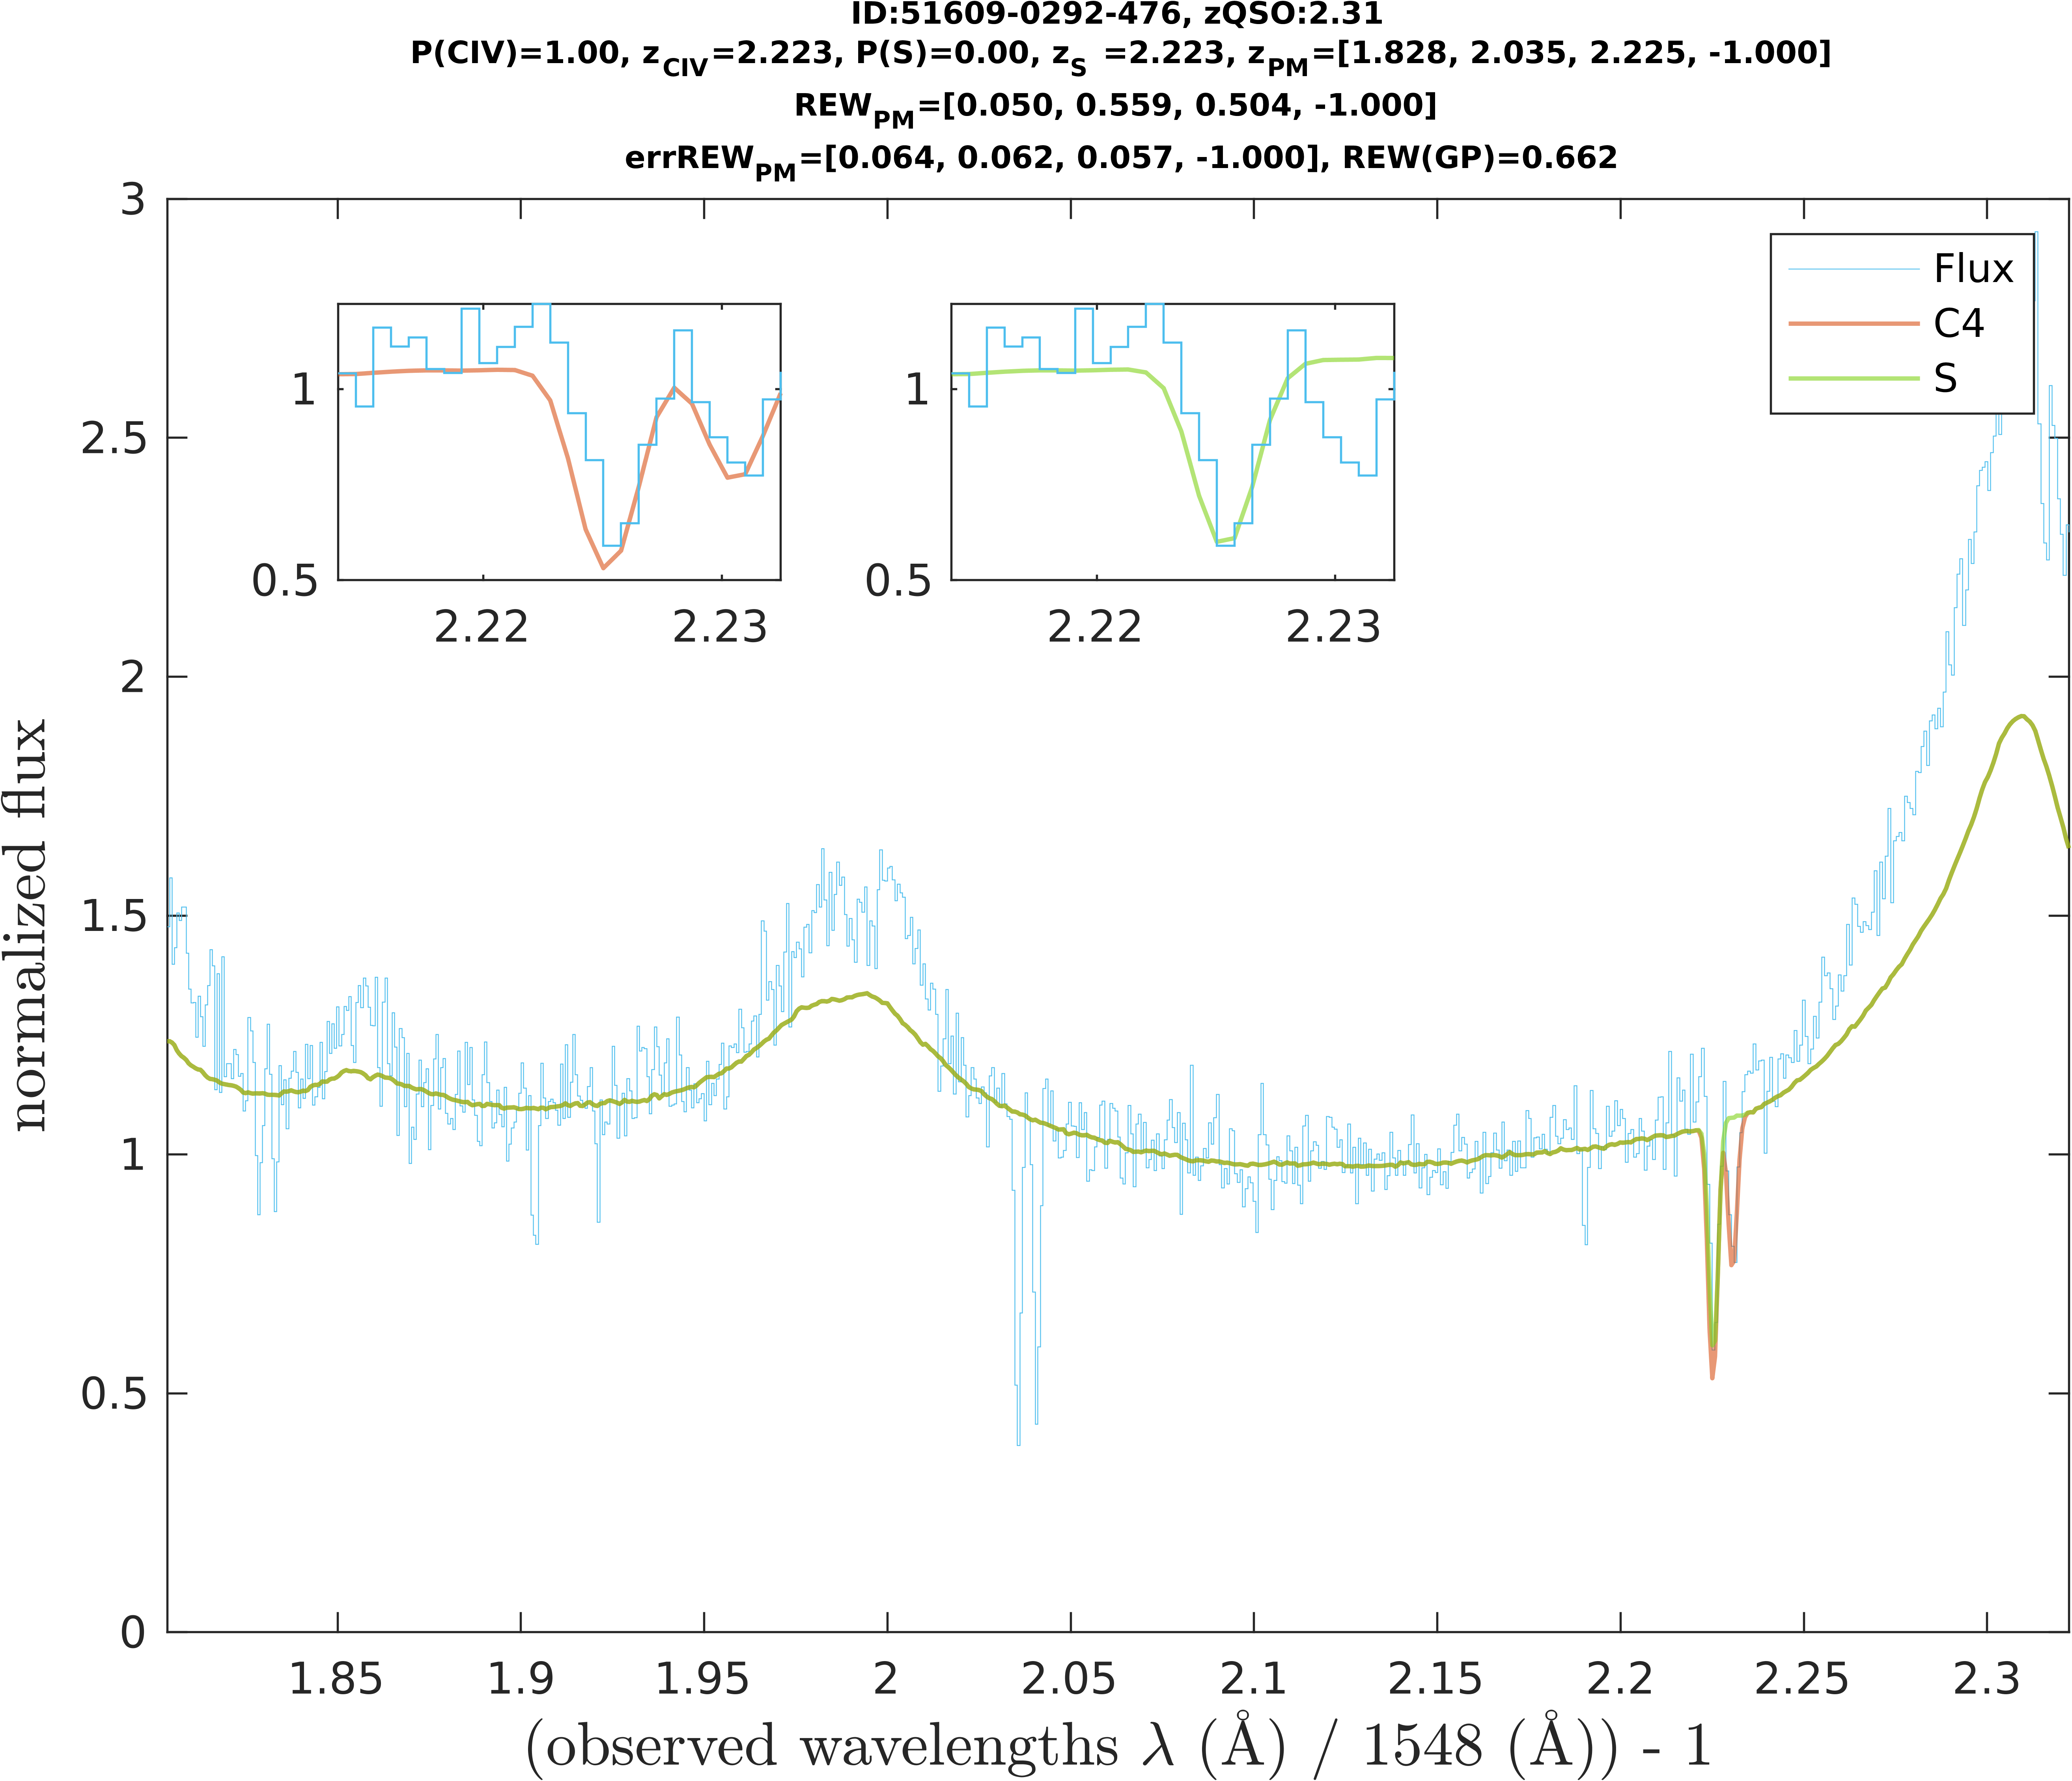 ID:51609-0292-476, zQSO:2.31
P(CIV)=1.00, zCIV=2.223, P(S)=0.00, zS =2.223, zPM=[1.828, 2.035, 2.225, -1.000]
REWPM=[0.050, 0.559, 0.504, -1.000]
errREWPM=[0.064, 0.062, 0.057, -1.000], REW(GP)=0.662
3
2.5
2
1.5
1
0.5
0
normalized flux
1
0.5
2.22 2.23
1
0.5
2.22 2.23
Flux
C4
S
1.85 1.9 1.95 2 2.05 2.1 2.15 2.2 2.25 2.3
(observed wavelengths λ (Å) / 1548 (Å)) - 1